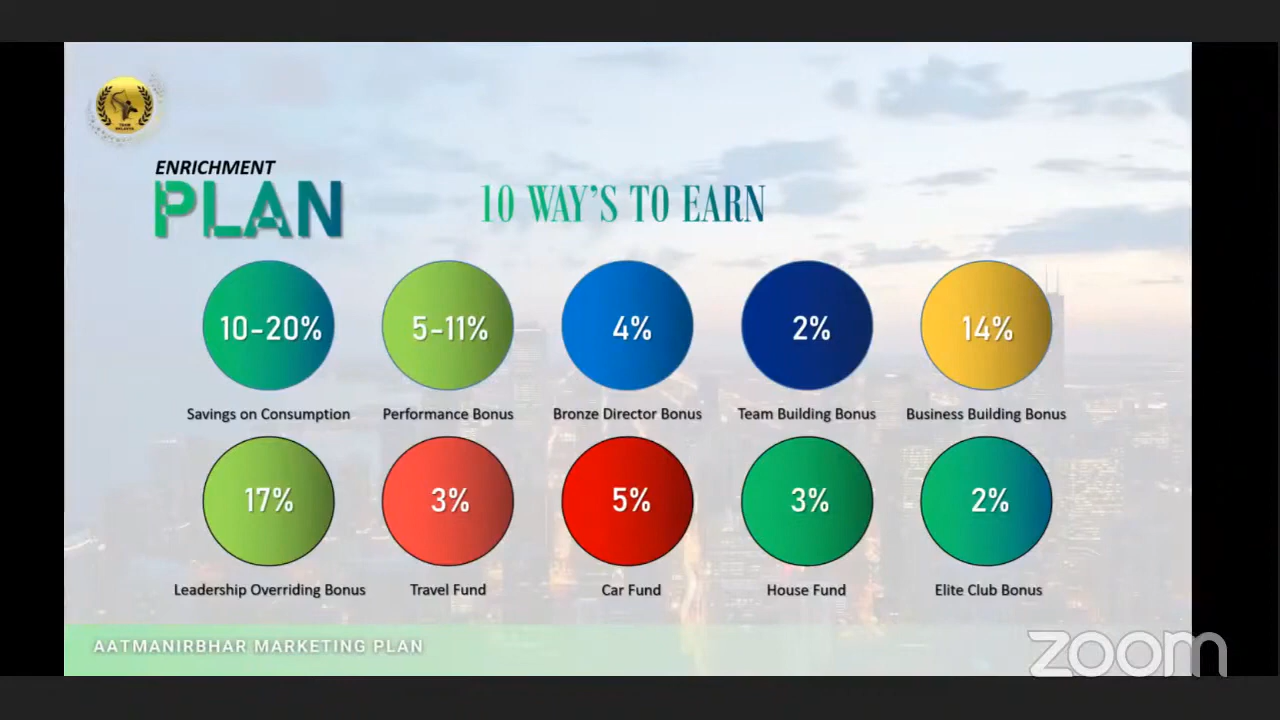 ENRICHMENT
PLAN
10 WAY'S TO EARN
10-20%
5-11%
4%
2%
14%
Savings on Consumption
Performance Bonus
Bronze Director Bonus
Team Building Bonus
Business Building Bonus
17%
3%
5%
3%
2%
Leadership Overriding Bonus
Travel Fund
Car Fund
House Fund
Elite Club Bonus
AATMANIRBHAR MARKETING PLAN
zoom